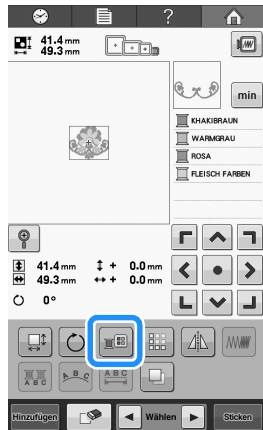 ?
41.4 mm
49.3 mm
min
KHAKIBRAUN
WARMGRAU
ROSA
FLEISCH FARBEN
41.4 mm + 0.0 mm
49.3 mm + 0.0 mm
0°
A B C
A B C
A B C
Hinzufügen
Wählen
Sticken